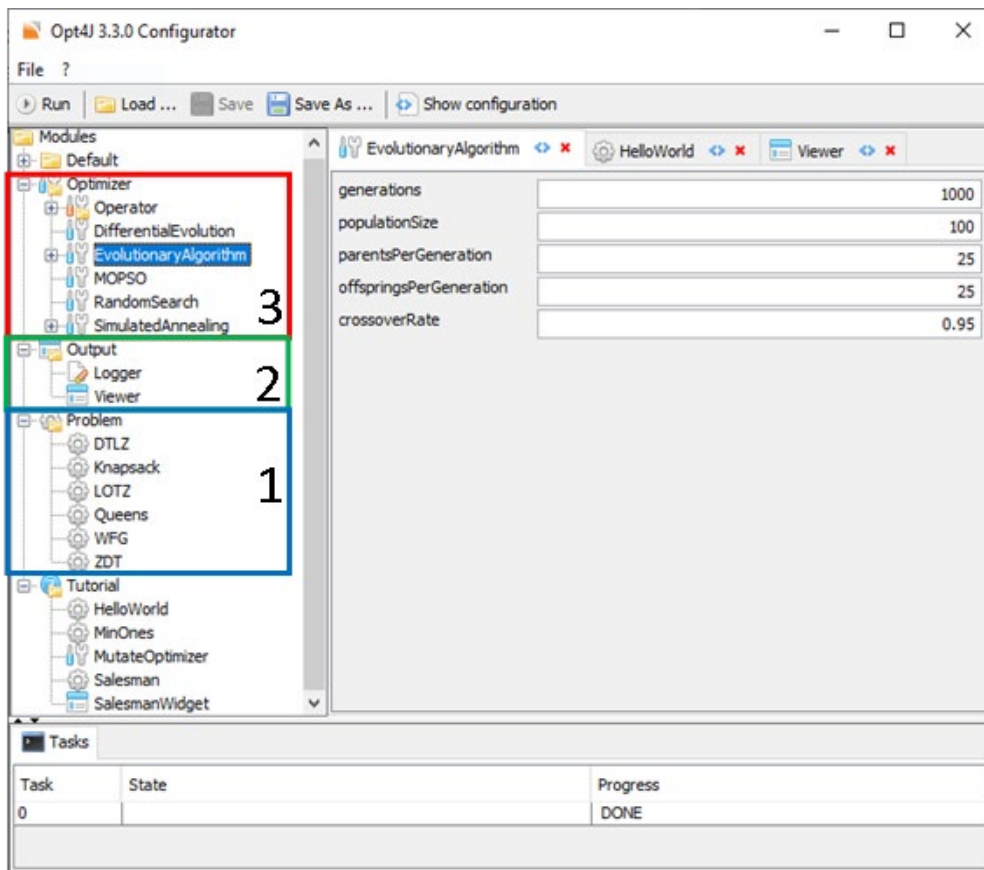 Opt4J 3.3.0 Configurator
File ?
Run Load ... Save Save As ... Show configuration
Modules
Default
Optimizer
Operator
DifferentialEvolution
EvolutionaryAlgorithm
MOPSO
RandomSearch
SimulatedAnnealing
3
Output
Logger
Viewer
2
Problem
DTLZ
Knapsack
LOTZ
Queens
WFG
ZDT
1
Tutorial
HelloWorld
MinOnes
MutateOptimizer
Salesman
SalesmanWidget
EvolutionaryAlgorithm HelloWorld Viewer
generations 1000
populationSize 100
parentsPerGeneration 25
offspringsPerGeneration 25
crossoverRate 0.95
Tasks
Task State Progress
0 DONE